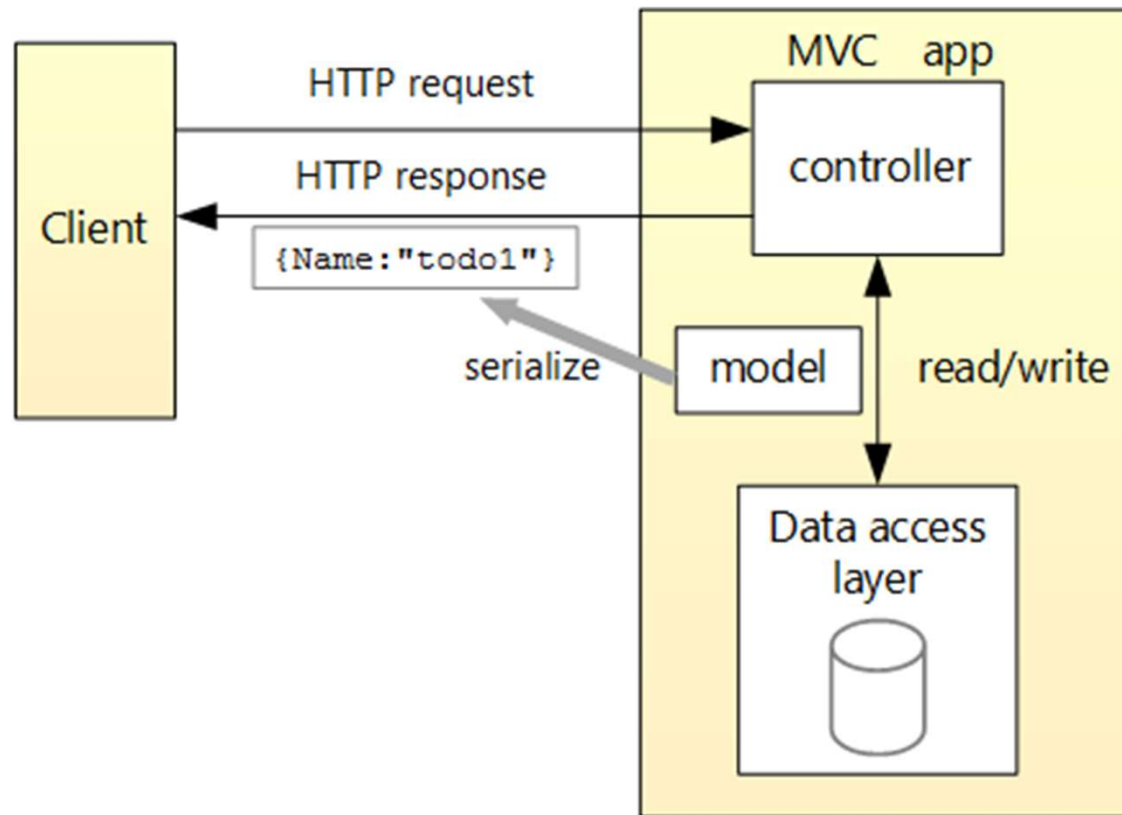 MVC app
HTTP request
controller
HTTP response
Client
{Name:"todo1"}
serialize
model
read/write
Data access
layer